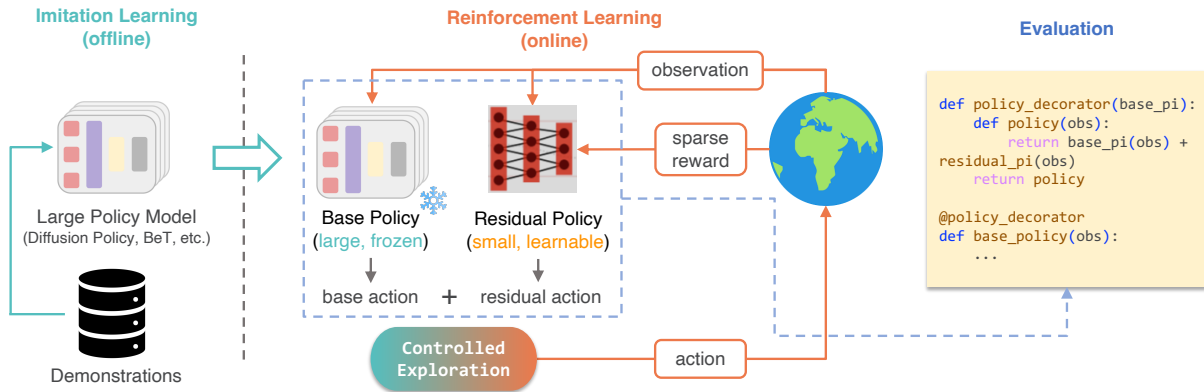 Imitation Learning
(offline)
Large Policy Model
(Diffusion Policy, BeT, etc.)
Demonstrations
Reinforcement Learning
(online)
observation
sparse
reward
Base Policy
(large, frozen)
Residual Policy
(small, learnable)
base action
+
residual action
Controlled
Exploration
action
Evaluation
def policy_decorator(base_pi):
    def policy(obs):
        return base_pi(obs) +
residual_pi(obs)
    return policy
@policy_decorator
def base_policy(obs):
    ...